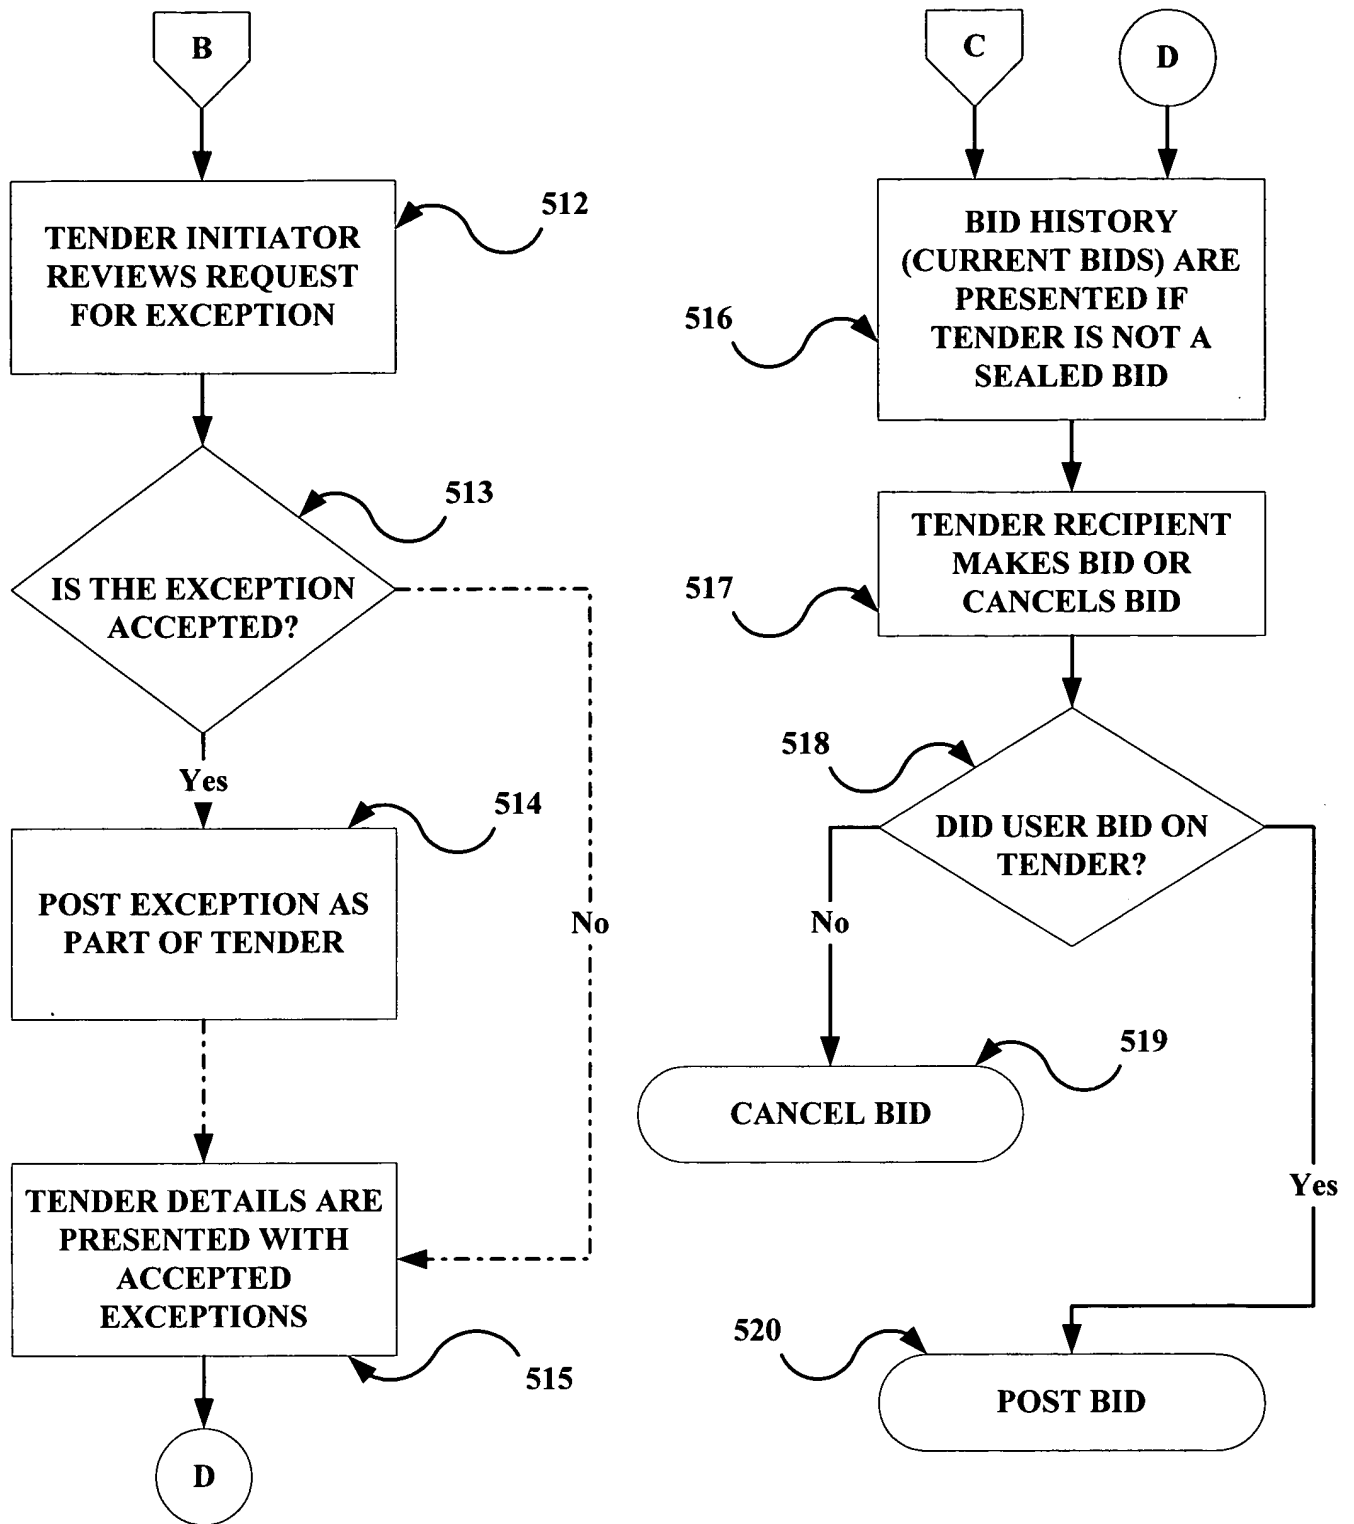 B
512
TENDER INITIATOR
REVIEWS REQUEST
FOR EXCEPTION
513
IS THE EXCEPTION
ACCEPTED?
Yes
No
514
POST EXCEPTION AS
PART OF TENDER
TENDER DETAILS ARE
PRESENTED WITH
ACCEPTED
EXCEPTIONS
515
D
C
D
BID HISTORY
(CURRENT BIDS) ARE
PRESENTED IF
TENDER IS NOT A
SEALED BID
516
TENDER RECIPIENT
MAKES BID OR
CANCELS BID
517
518
DID USER BID ON
TENDER?
No
519
CANCEL BID
Yes
520
POST BID